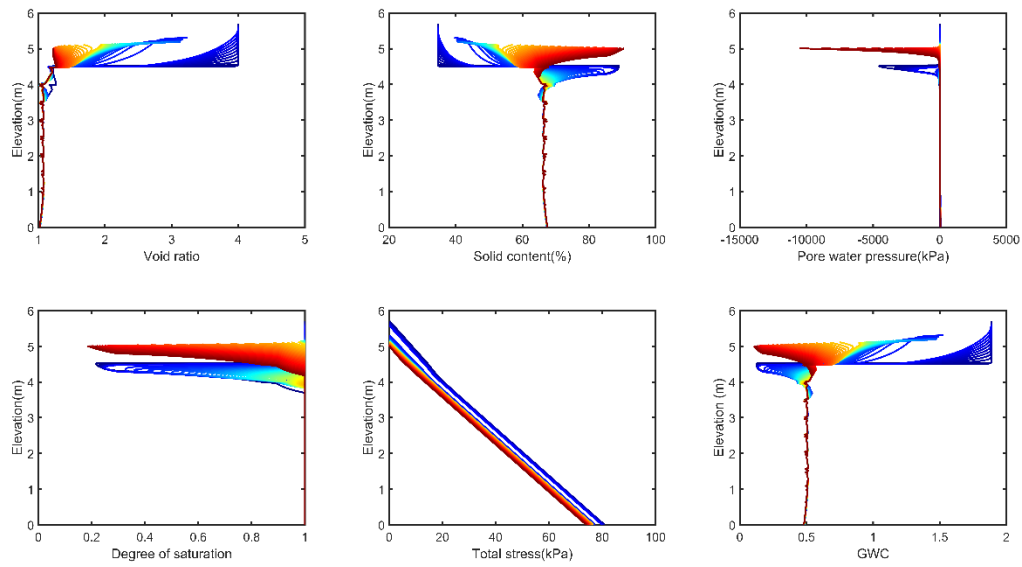 6
5
4
3
2
1
0
Elevation(m)
1 2 3 4 5
Void ratio
6
5
4
3
2
1
0
Elevation(m)
20 40 60 80 100
Solid content(%)
6
5
4
3
2
1
0
Elevation(m)
-15000 -10000 -5000 0 5000
Pore water pressure(kPa)
6
5
4
3
2
1
0
Elevation(m)
0 0.2 0.4 0.6 0.8 1
Degree of saturation
6
5
4
3
2
1
0
Elevation(m)
0 20 40 60 80 100
Total stress(kPa)
6
5
4
3
2
1
0
Elevation (m)
0 0.5 1 1.5 2
GWC